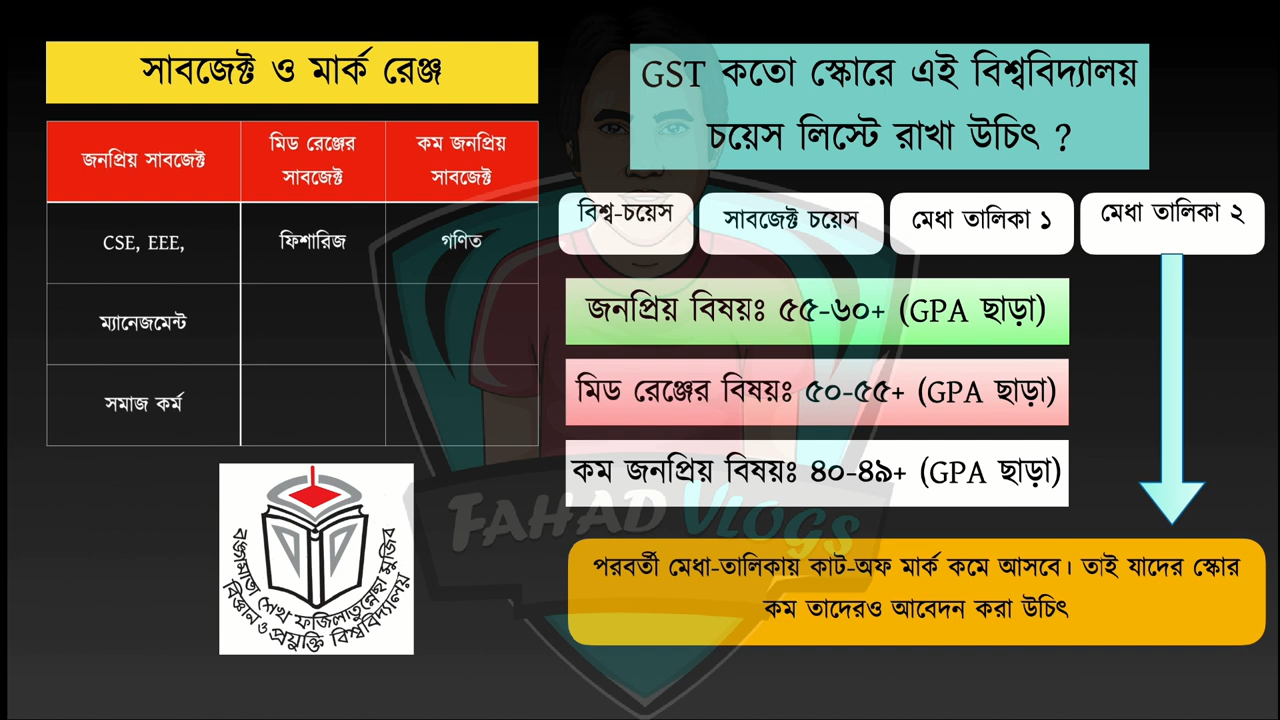 সাবজেক্ট ও মার্ক রেঞ্জ
জনপ্রিয় সাবজেক্ট
মিড রেঞ্জের
সাবজেক্ট
কম জনপ্রিয়
সাবজেক্ট
CSE, EEE,
ফিশারিজ
গণিত
ম্যানেজমেন্ট
সমাজ কর্ম
বঙ্গমাতা শেখ ফজিলাতুন্নেছা মুজিব
বিজ্ঞান ও প্রযুক্তি বিশ্ববিদ্যালয়
GST কতো স্কোরে এই বিশ্ববিদ্যালয়
চয়েস লিস্টে রাখা উচিৎ ?
বিশ্ব-চয়েস
সাবজেক্ট চয়েস
মেধা তালিকা ১
মেধা তালিকা ২
জনপ্রিয় বিষয়ঃ ৫৫-৬০+ (GPA ছাড়া)
মিড রেঞ্জের বিষয়ঃ ৫০-৫৫+ (GPA ছাড়া)
কম জনপ্রিয় বিষয়ঃ ৪০-৪৯+ (GPA ছাড়া)
FAHAD VLOGS
পরবর্তী মেধা-তালিকায় কাট-অফ মার্ক কমে আসবে। তাই যাদের স্কোর
কম তাদেরও আবেদন করা উচিৎ